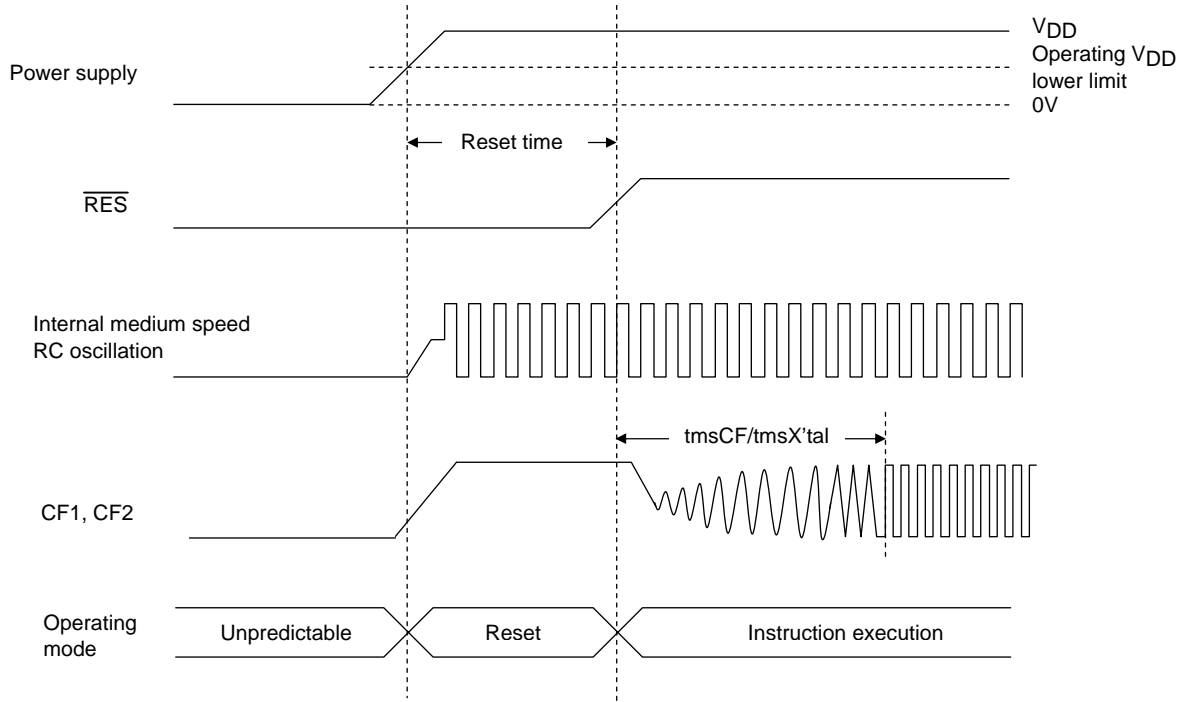 VDD
Operating VDD
lower limit
0V
Power supply
Reset time
RES
Internal medium speed
RC oscillation
tmsCF/tmsX'tal
CF1, CF2
Operating
mode
Unpredictable
Reset
Instruction execution